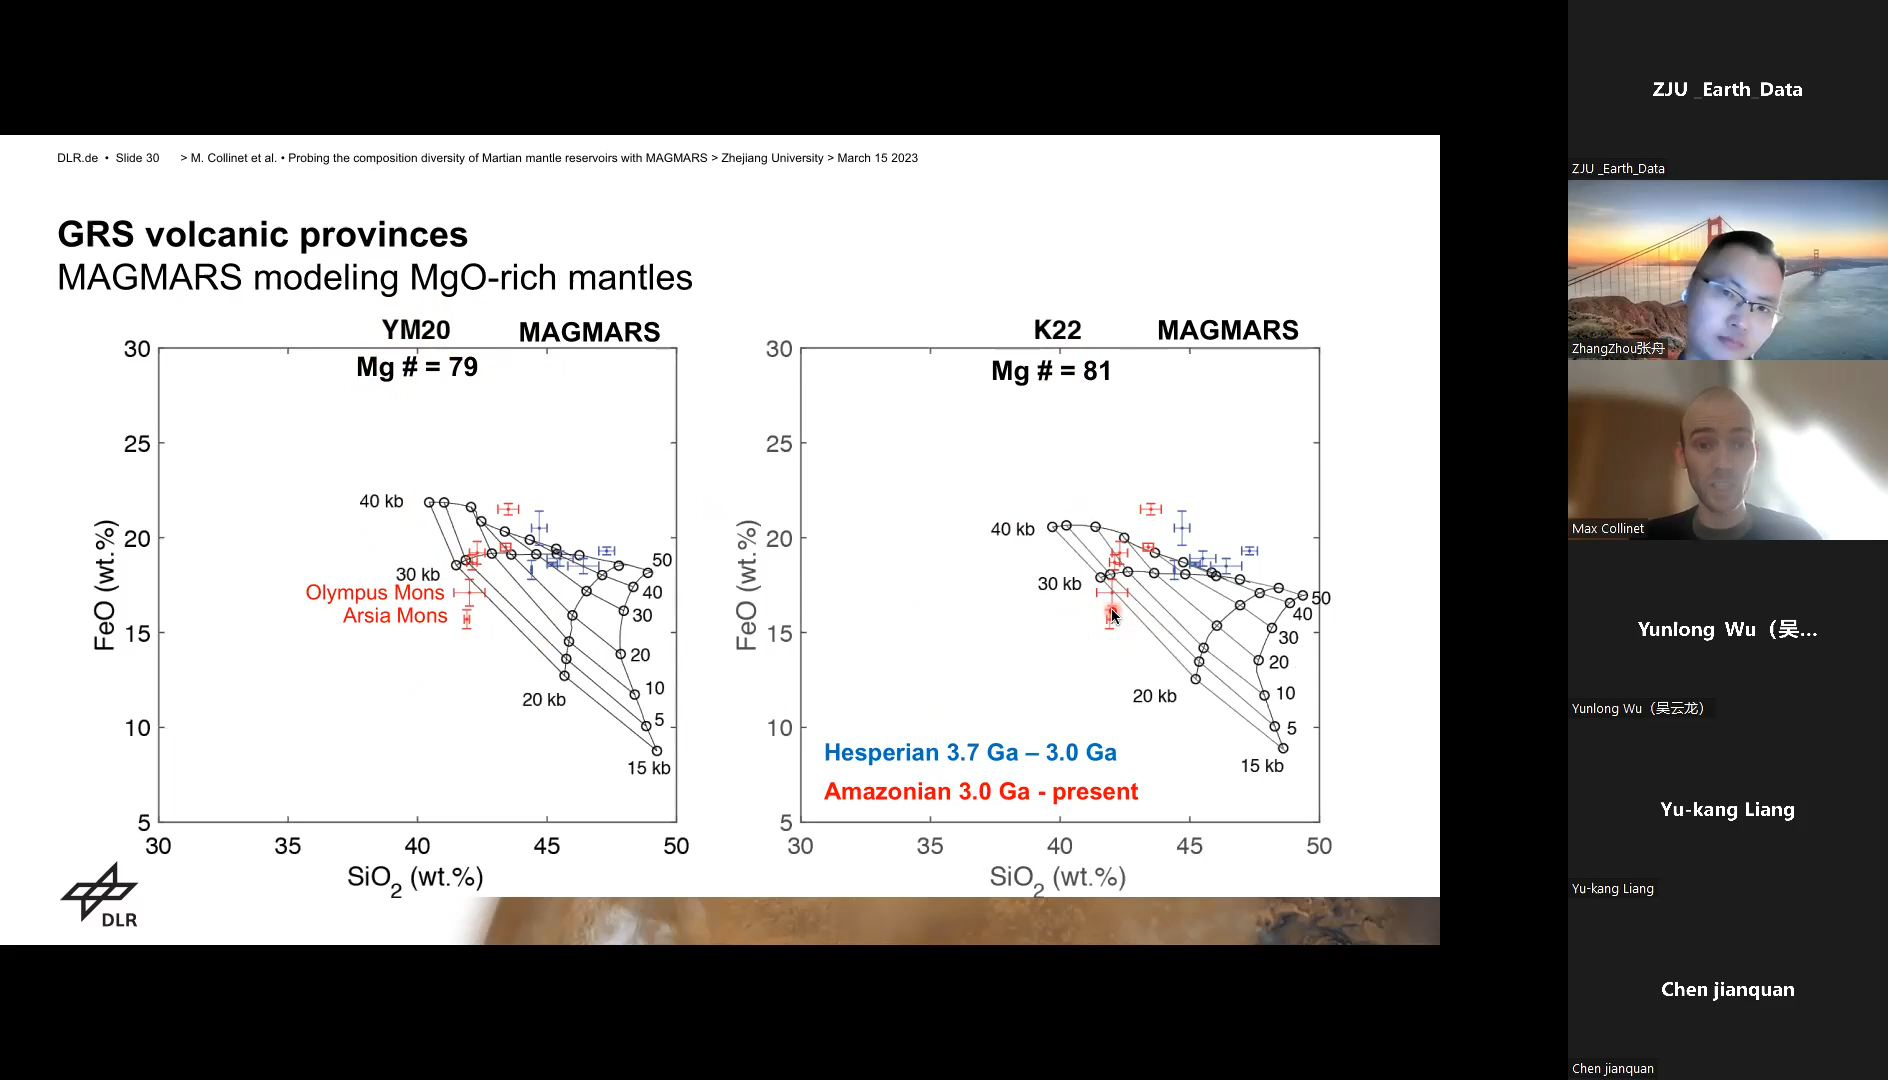 DLR.de • Slide 30 > M. Collinet et al. • Probing the composition diversity of Martian mantle reservoirs with MAGMARS > Zhejiang University > March 15 2023
GRS volcanic provinces
MAGMARS modeling MgO-rich mantles
YM20 MAGMARS
Mg # = 79
30
25
20
15
10
5
FeO (wt.%)
40 kb
30 kb
Olympus Mons
Arsia Mons
20 kb
15 kb
50
40
30
20
10
5
30 35 40 45 50
SiO2 (wt.%)
K22 MAGMARS
Mg # = 81
30
25
20
15
10
5
FeO (wt.%)
40 kb
30 kb
20 kb
15 kb
50
40
30
20
10
5
Hesperian 3.7 Ga – 3.0 Ga
Amazonian 3.0 Ga - present
30 35 40 45 50
SiO2 (wt.%)
DLR
ZJU _Earth_Data
ZJU _Earth_Data
ZhangZhou张舟
Max Collinet
Yunlong Wu（吴...
Yunlong Wu（吴云龙）
Yu-kang Liang
Yu-kang Liang
Chen jianquan
Chen jianquan